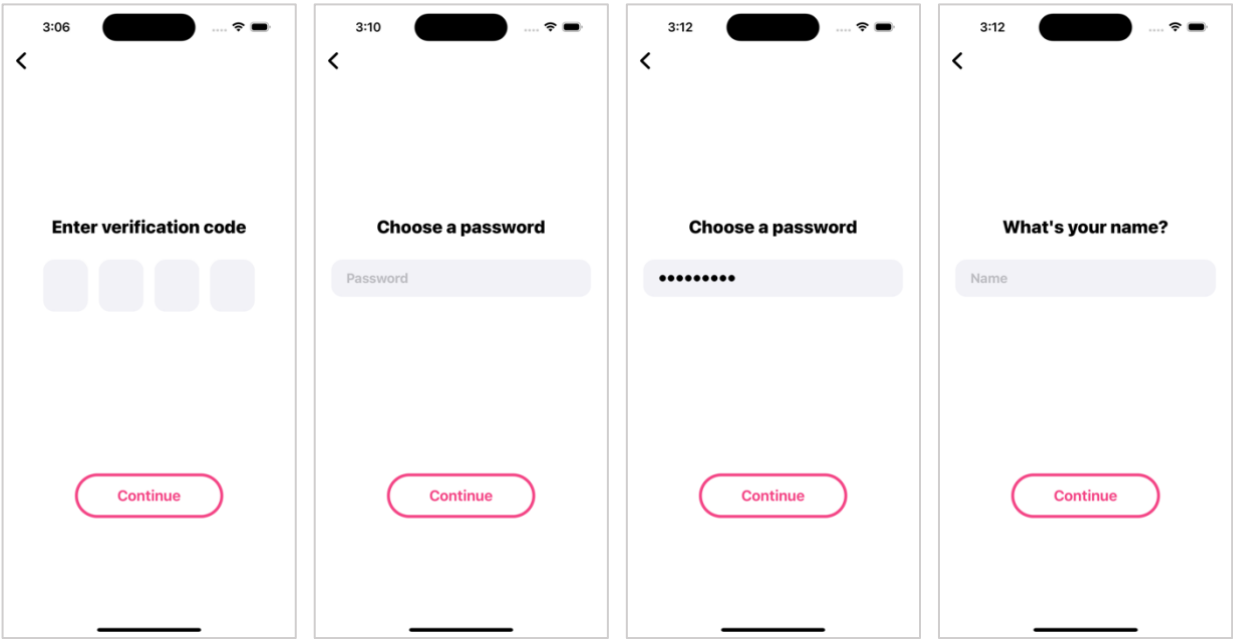 3:06
Enter verification code
Continue
3:10
Choose a password
Password
Continue
3:12
Choose a password
•••••••••
Continue
3:12
What's your name?
Name
Continue